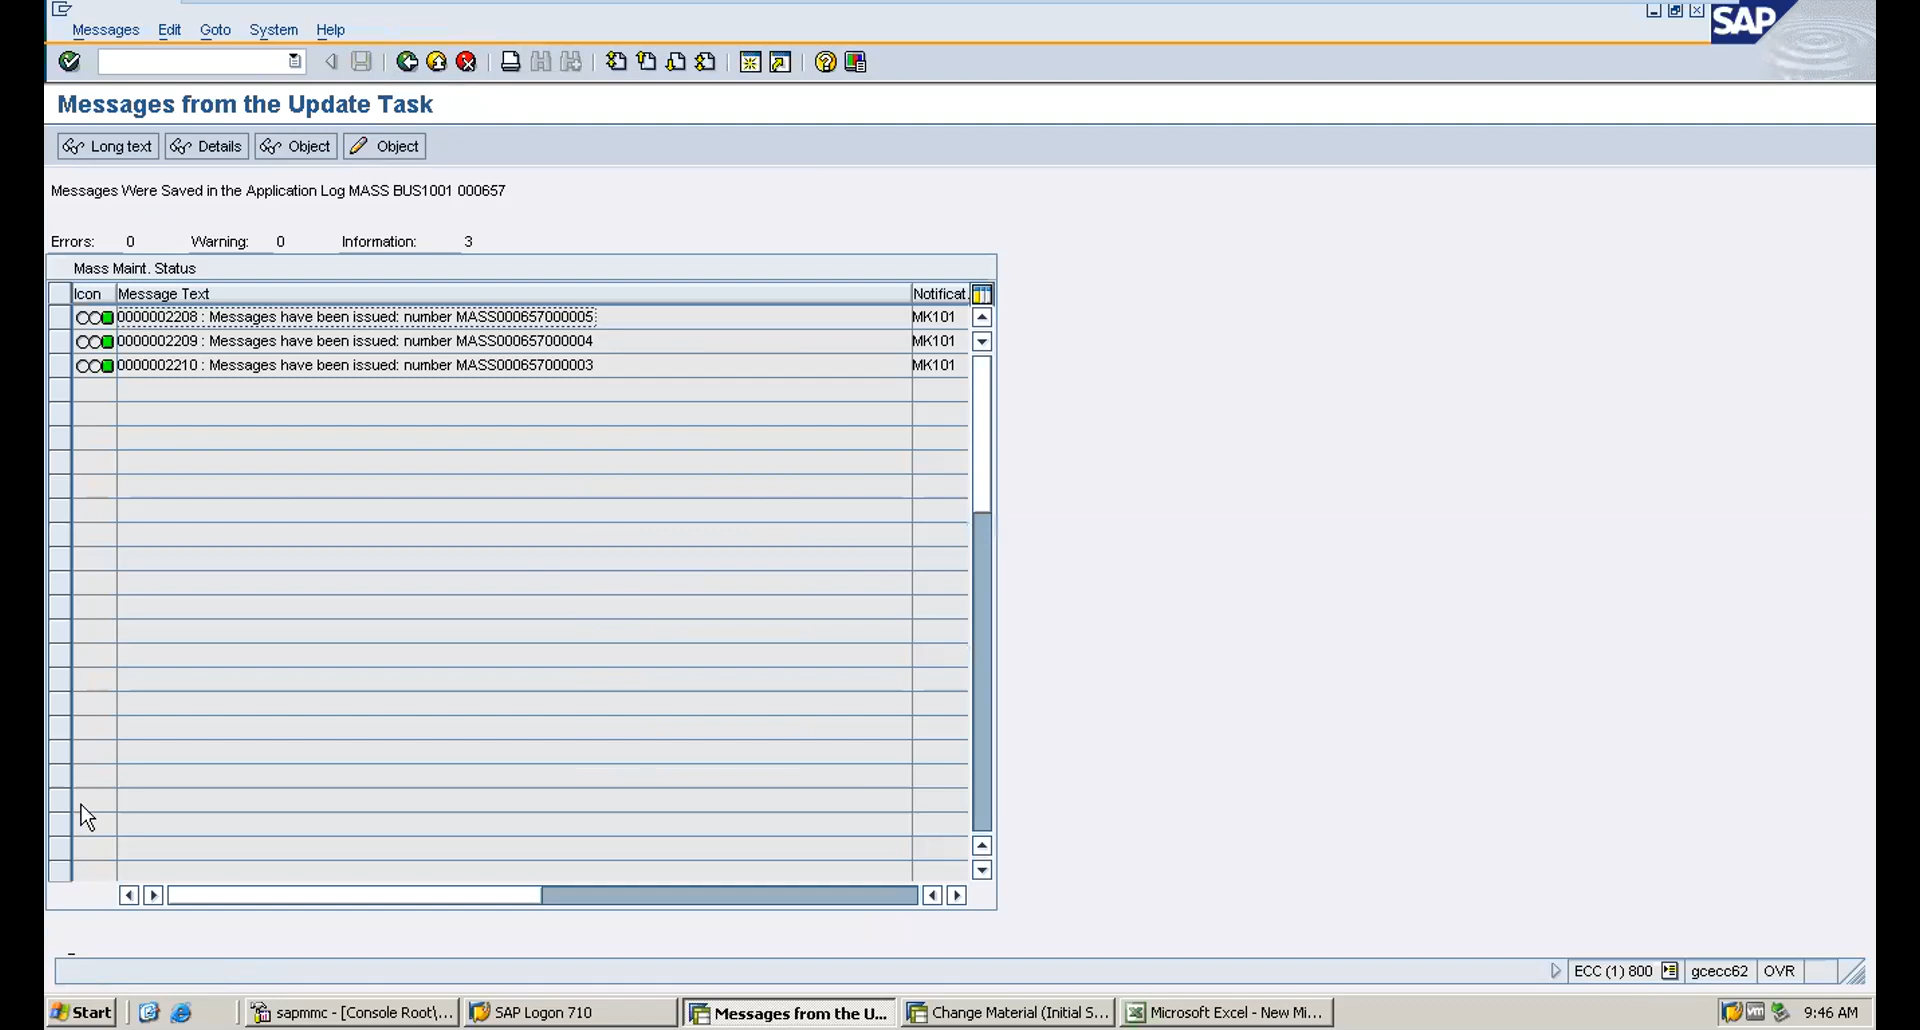 Messages Edit Goto System Help
SAP
Messages from the Update Task
Long text Details Object Object
Messages Were Saved in the Application Log MASS BUS1001 000657
Errors: 0 Warning: 0 Information: 3
Mass Maint. Status
Icon Message Text Notificat.
0000002208 : Messages have been issued: number MASS000657000005 MK101
0000002209 : Messages have been issued: number MASS000657000004 MK101
0000002210 : Messages have been issued: number MASS000657000003 MK101
ECC (1) 800 gcecc62 OVR
Start sapmmc - [Console Root\... SAP Logon 710 Messages from the U... Change Material (Initial S... Microsoft Excel - New Mi... 9:46 AM